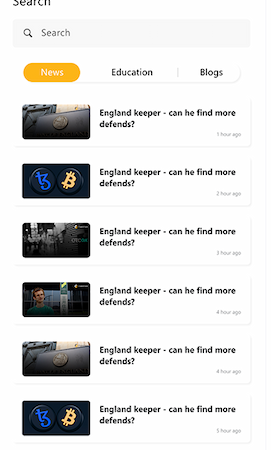 Search
Search
News
Education
Blogs
England keeper - can he find more
defends?
1 hour ago
England keeper - can he find more
defends?
2 hour ago
England keeper - can he find more
defends?
3 hour ago
England keeper - can he find more
defends?
4 hour ago
England keeper - can he find more
defends?
4 hour ago
England keeper - can he find more
defends?
5 hour ago